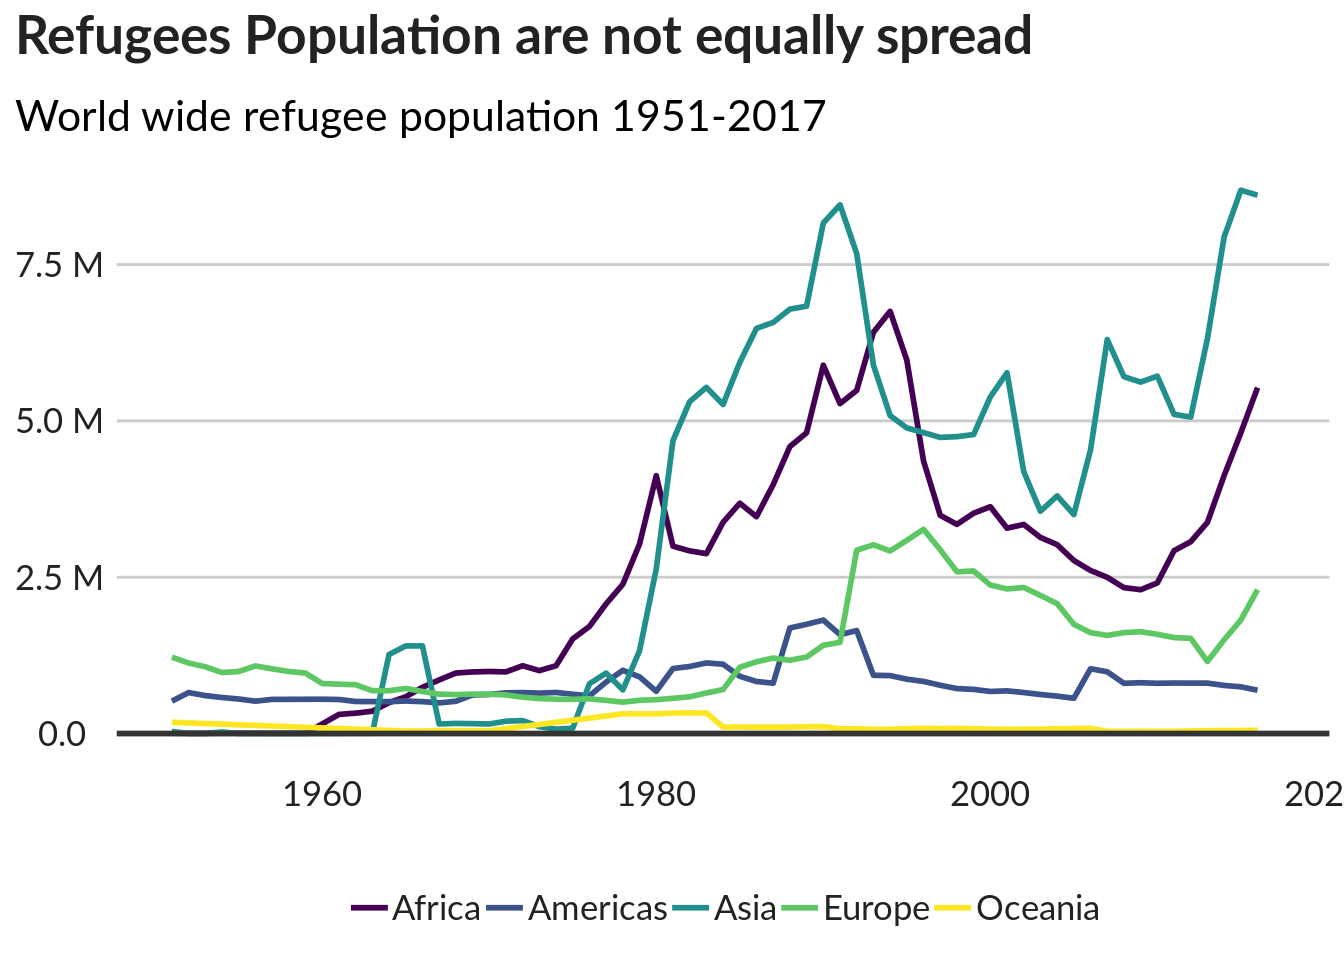 Refugees Population are not equally spread
World wide refugee population 1951-2017
7.5 M
5.0 M
2.5 M
0.0
1960 1980 2000 202
Africa Americas Asia Europe Oceania